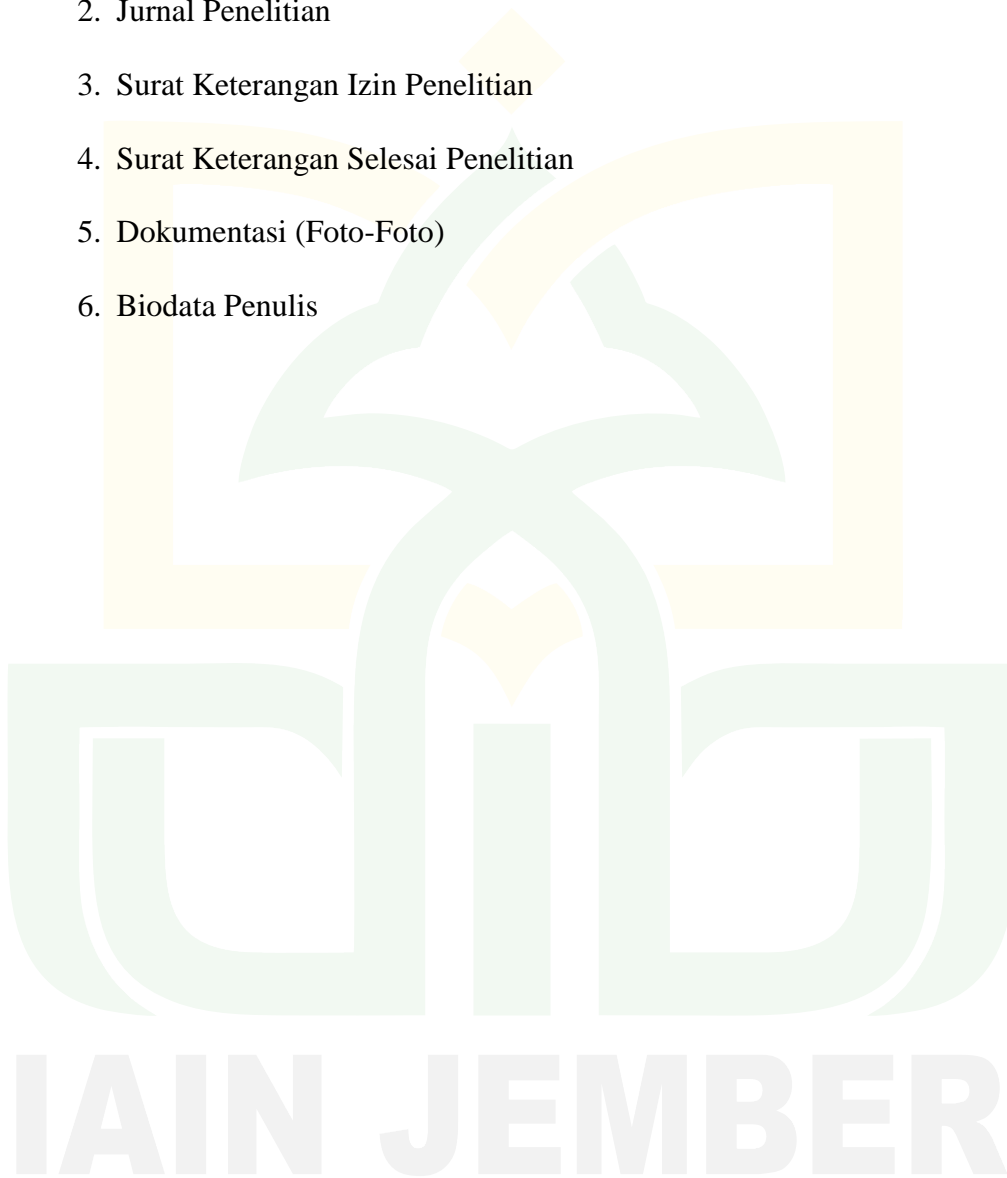 2. Jurnal Penelitian
3. Surat Keterangan Izin Penelitian
4. Surat Keterangan Selesai Penelitian
5. Dokumentasi (Foto-Foto)
6. Biodata Penulis
IAIN JEMBER